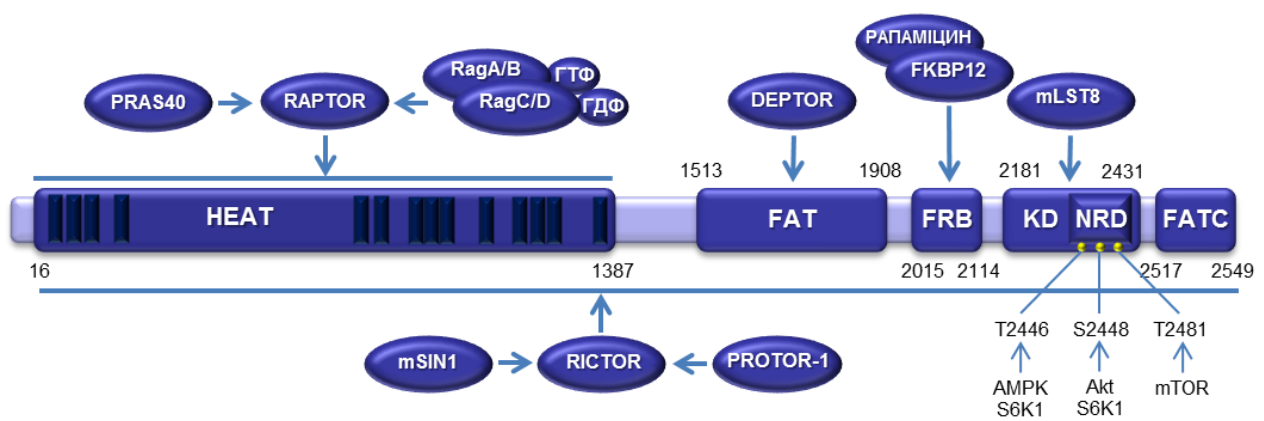 РАПАМІЦИН
FKBP12
RagA/B
ГТФ
RagC/D
ГДФ
PRAS40
RAPTOR
DEPTOR
mLST8
1513
1908
2181
2431
HEAT
FAT
FRB
KD
NRD
FATC
16
1387
2015
2114
2517
2549
T2446
S2448
T2481
mSIN1
RICTOR
PROTOR-1
AMPK
S6K1
Akt
S6K1
mTOR